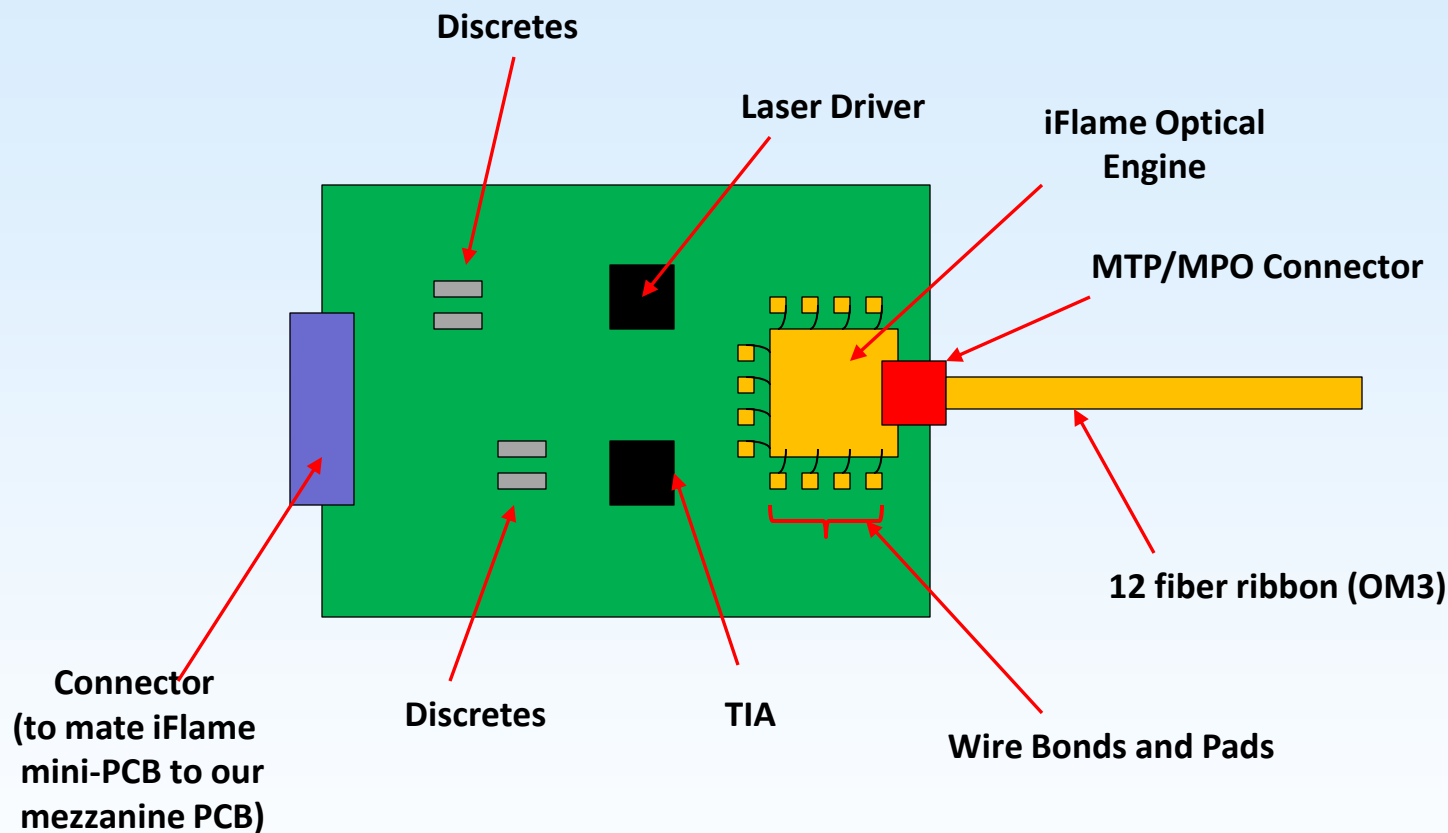 Discretes
Laser Driver
iFlame Optical
Engine
MTP/MPO Connector
12 fiber ribbon (OM3)
Connector
(to mate iFlame
mini-PCB to our
mezzanine PCB)
Discretes
TIA
Wire Bonds and Pads